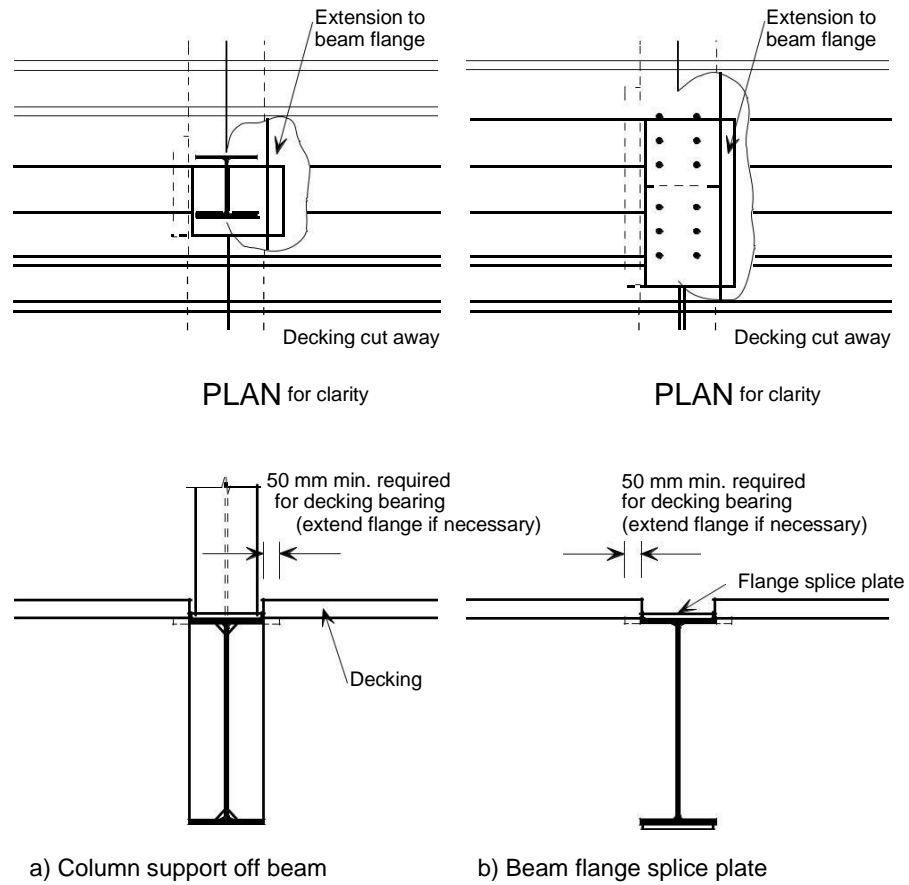 Extension to
beam flange
Decking cut away
PLAN for clarity
Extension to
beam flange
Decking cut away
PLAN for clarity
50 mm min. required
for decking bearing
(extend flange if necessary)
Decking
a) Column support off beam
50 mm min. required
for decking bearing
(extend flange if necessary)
Flange splice plate
b) Beam flange splice plate